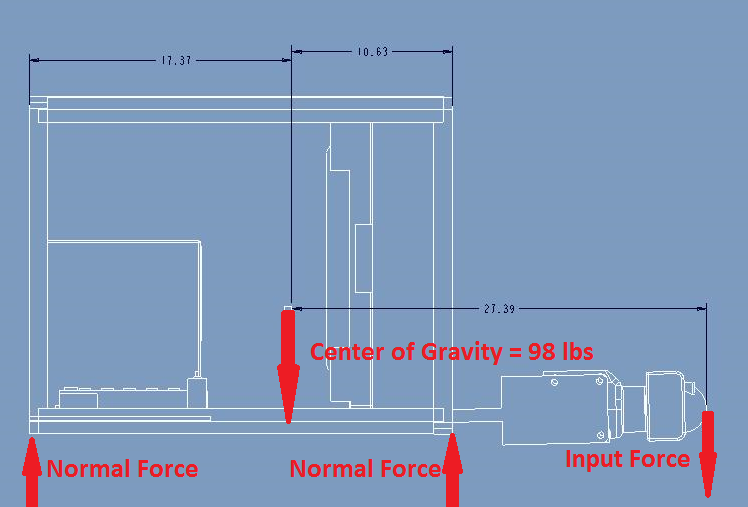 10.63
17.37
27.39
Center of Gravity = 98 lbs
Input Force
Normal Force
Normal Force